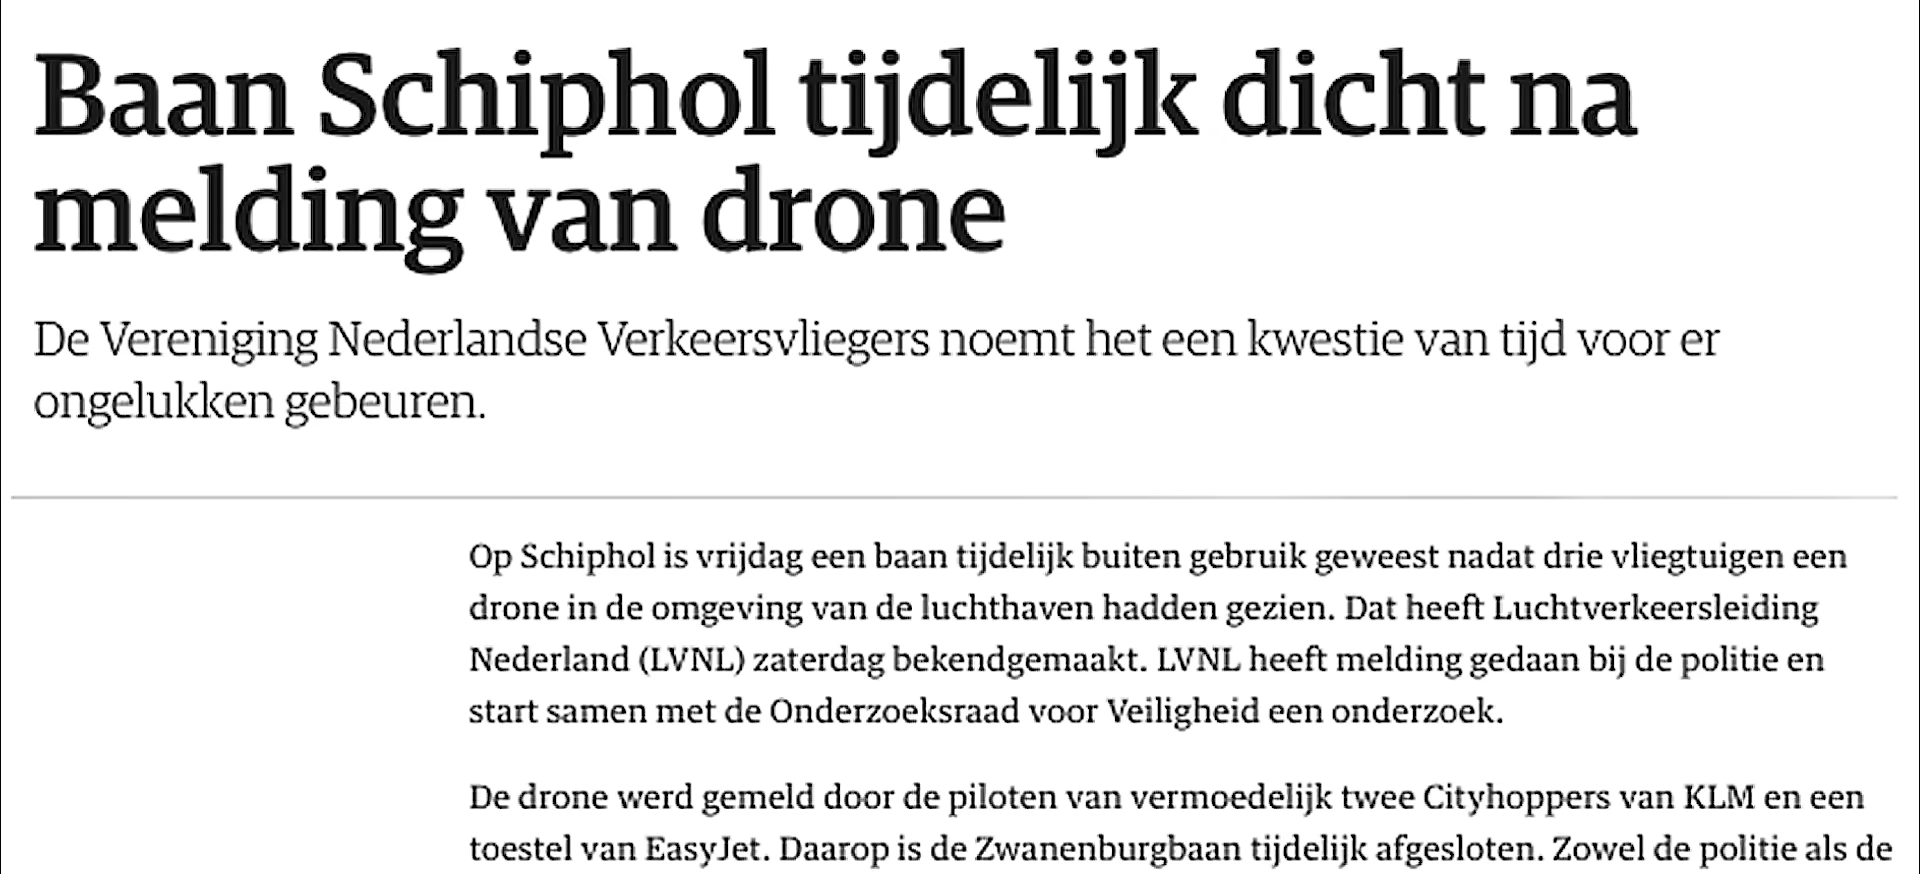 Baan Schiphol tijdelijk dicht na
melding van drone
De Vereniging Nederlandse Verkeersvliegers noemt het een kwestie van tijd voor er
ongelukken gebeuren.
Op Schiphol is vrijdag een baan tijdelijk buiten gebruik geweest nadat drie vliegtuigen een
drone in de omgeving van de luchthaven hadden gezien. Dat heeft Luchtverkeersleiding
Nederland (LVNL) zaterdag bekendgemaakt. LVNL heeft melding gedaan bij de politie en
start samen met de Onderzoeksraad voor Veiligheid een onderzoek.
De drone werd gemeld door de piloten van vermoedelijk twee Cityhoppers van KLM en een
toestel van EasyJet. Daarop is de Zwanenburgbaan tijdelijk afgesloten. Zowel de politie als de